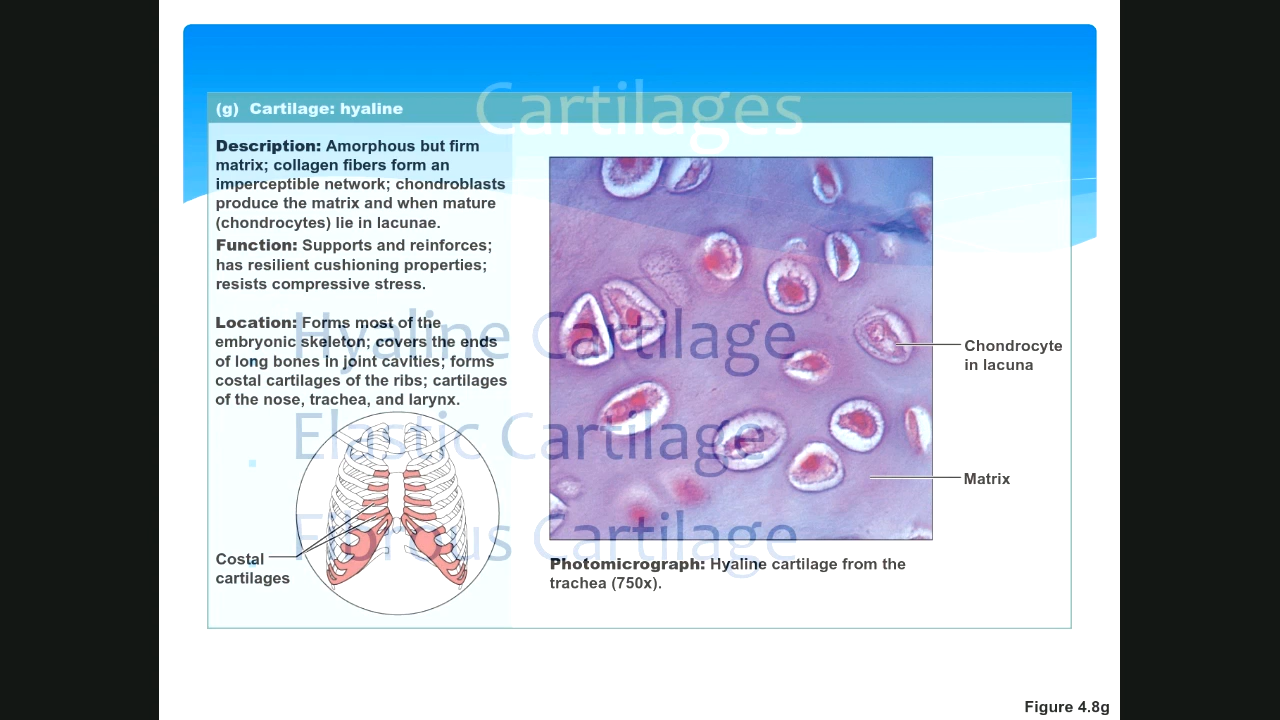 Cartilages
(g) Cartilage: hyaline
Description: Amorphous but firm
matrix; collagen fibers form an
imperceptible network; chondroblasts
produce the matrix and when mature
(chondrocytes) lie in lacunae.
Function: Supports and reinforces;
has resilient cushioning properties;
resists compressive stress.
Location: Forms most of the
embryonic skeleton; covers the ends
of long bones in joint cavities; forms
costal cartilages of the ribs; cartilages
of the nose, trachea, and larynx.
Costal
cartilages
Hyaline Cartilage
Elastic Cartilage
Fibrous Cartilage
Chondrocyte
in lacuna
Matrix
Photomicrograph: Hyaline cartilage from the
trachea (750x).
Figure 4.8g